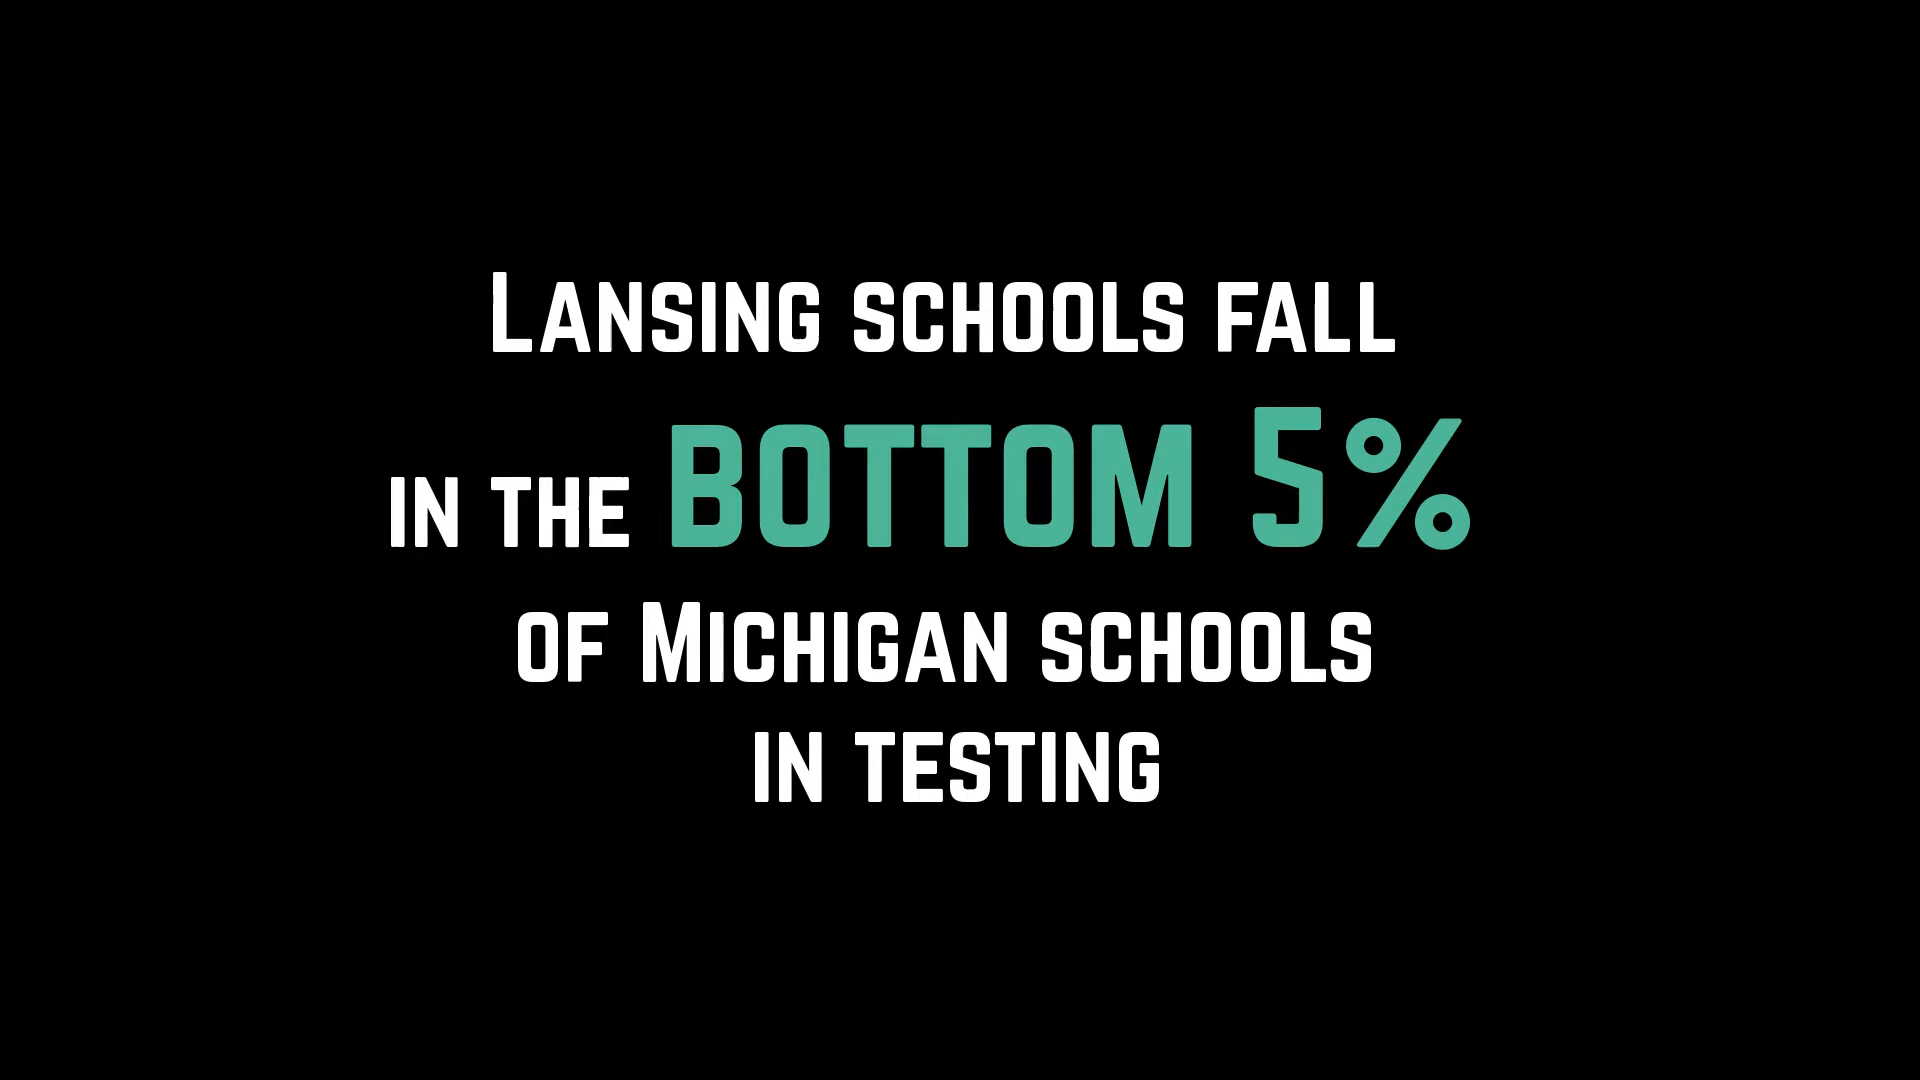 Lansing schools fall
in the bottom 5%
of Michigan schools
in testing